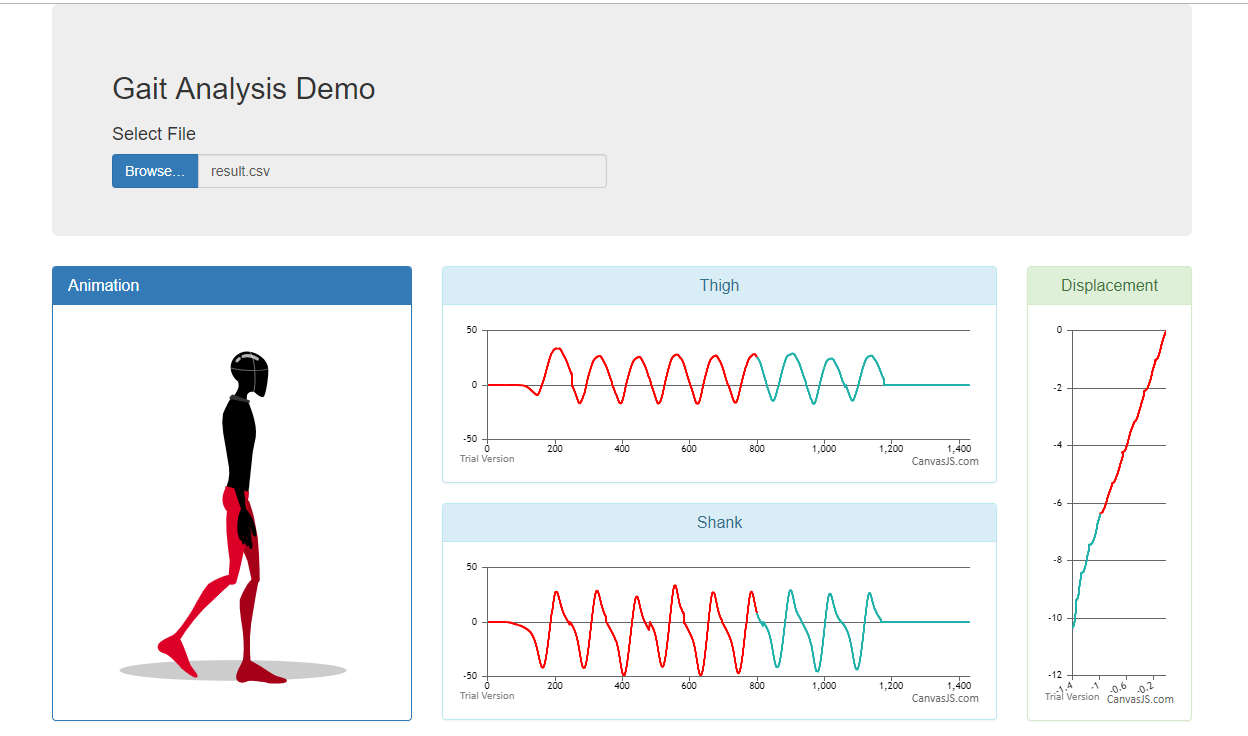 Gait Analysis Demo
Select File
Browse... result.csv
Animation
Thigh
50
0
-50
0 200 400 600 800 1,000 1,200 1,400
Trial Version
CanvasJS.com
Shank
50
0
-50
0 200 400 600 800 1,000 1,200 1,400
Trial Version
CanvasJS.com
Displacement
0
-2
-4
-6
-8
-10
-12
-1.4 -1 -0.6 -0.2
Trial Version
CanvasJS.com